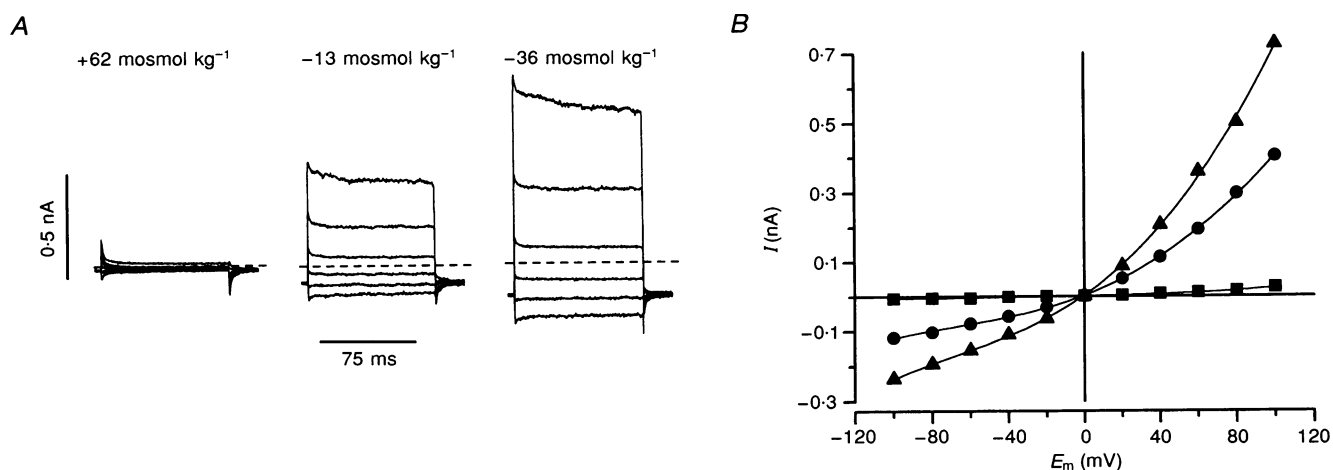 A
+62 mosmol kg⁻¹
−13 mosmol kg⁻¹
−36 mosmol kg⁻¹
0·5 nA
75 ms
B
I (nA)
0·7
0·5
0·3
0·1
−0·1
−0·3
−120
−80
−40
0
40
80
120
Eₘ (mV)